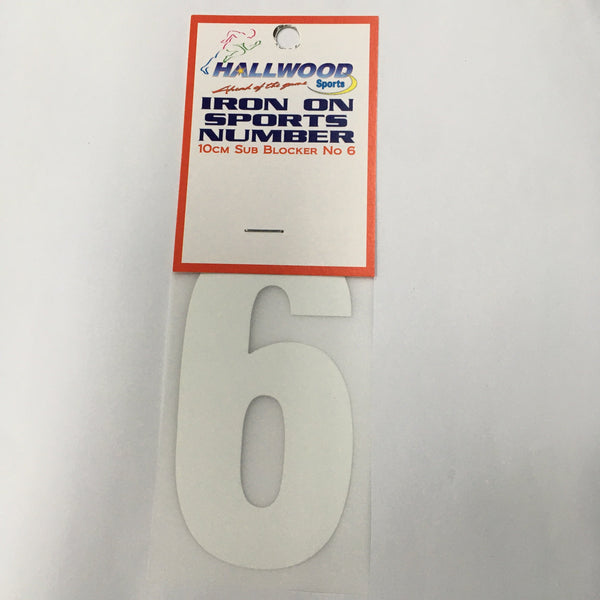 HALLWOOD
Sports
Ahead of the game
IRON ON
SPORTS
NUMBER
10CM SUB BLOCKER NO 6
6